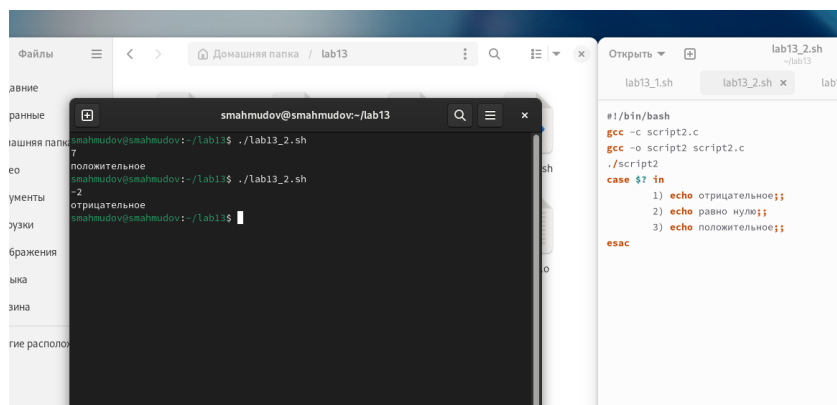 Файлы
Домашняя папка / lab13
Открыть
lab13_2.sh
~/lab13
lab13_1.sh
lab13_2.sh
lab
smahmudov@smahmudov:~/lab13
smahmudov@smahmudov:~/lab13$ ./lab13_2.sh
7
положительное
smahmudov@smahmudov:~/lab13$ ./lab13_2.sh
-2
отрицательное
smahmudov@smahmudov:~/lab13$
sh
.o
#!/bin/bash
gcc -c script2.c
gcc -o script2 script2.c
./script2
case $? in
1) echo отрицательное;;
2) echo равно нулю;;
3) echo положительное;;
esac